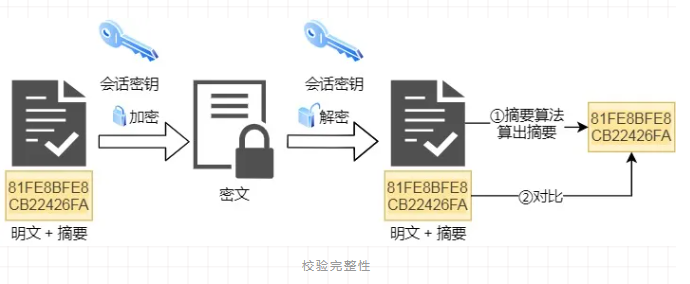 会话密钥
会话密钥
加密
解密
①摘要算法
算出摘要
81FE8BFE8
CB22426FA
81FE8BFE8
CB22426FA
密文
81FE8BFE8
CB22426FA
②对比
明文 + 摘要
明文 + 摘要
校验完整性